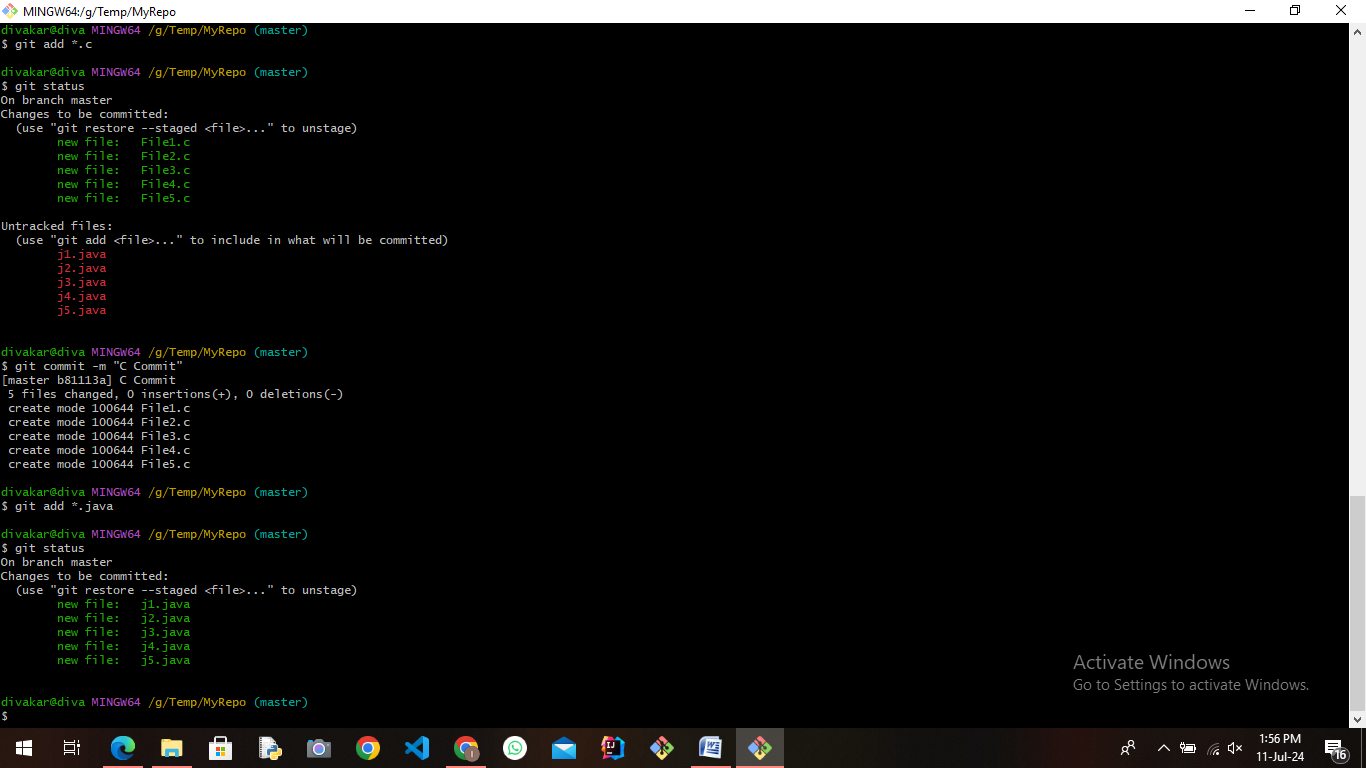 MINGW64:/g/Temp/MyRepo
divakar@diva MINGW64 /g/Temp/MyRepo (master)
$ git add *.c
divakar@diva MINGW64 /g/Temp/MyRepo (master)
$ git status
On branch master
Changes to be committed:
  (use "git restore --staged <file>..." to unstage)
        new file:   File1.c
        new file:   File2.c
        new file:   File3.c
        new file:   File4.c
        new file:   File5.c
Untracked files:
  (use "git add <file>..." to include in what will be committed)
        j1.java
        j2.java
        j3.java
        j4.java
        j5.java
divakar@diva MINGW64 /g/Temp/MyRepo (master)
$ git commit -m "C Commit"
[master b81113a] C Commit
 5 files changed, 0 insertions(+), 0 deletions(-)
 create mode 100644 File1.c
 create mode 100644 File2.c
 create mode 100644 File3.c
 create mode 100644 File4.c
 create mode 100644 File5.c
divakar@diva MINGW64 /g/Temp/MyRepo (master)
$ git add *.java
divakar@diva MINGW64 /g/Temp/MyRepo (master)
$ git status
On branch master
Changes to be committed:
  (use "git restore --staged <file>..." to unstage)
        new file:   j1.java
        new file:   j2.java
        new file:   j3.java
        new file:   j4.java
        new file:   j5.java
divakar@diva MINGW64 /g/Temp/MyRepo (master)
$
Activate Windows
Go to Settings to activate Windows.
1:56 PM
11-Jul-24
16